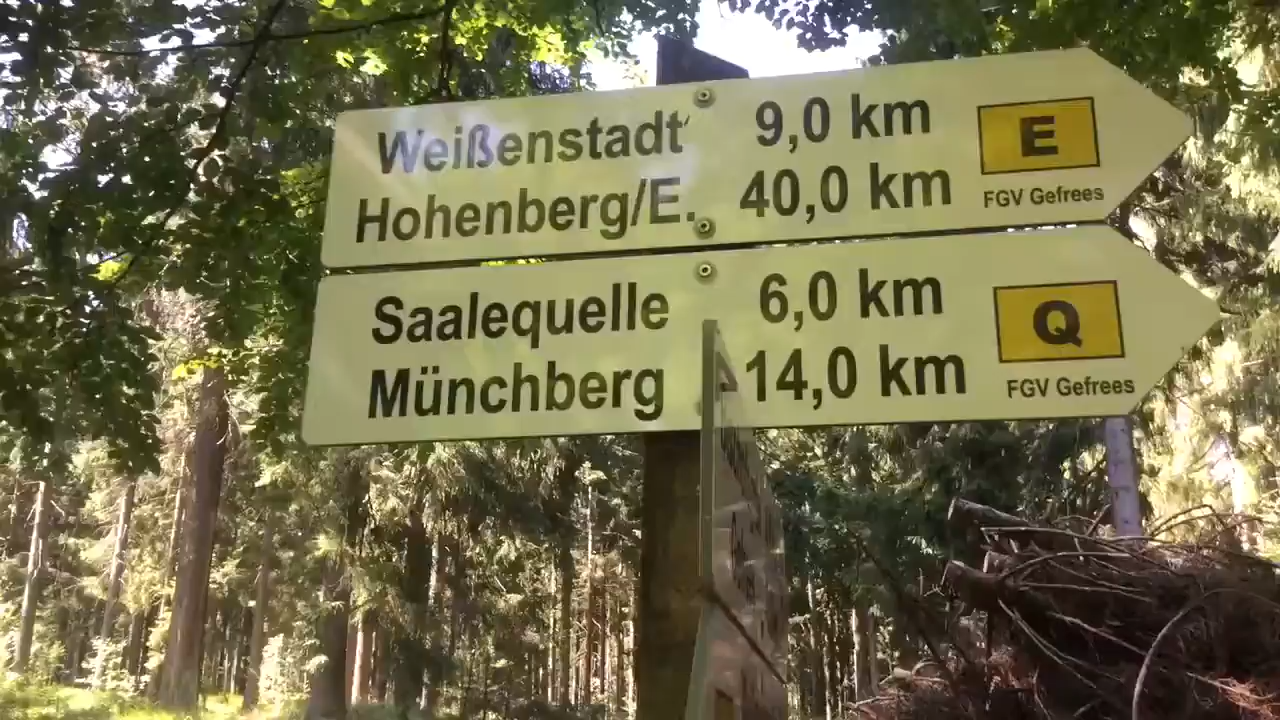 Weißenstadt 9,0 km
Hohenberg/E. 40,0 km
E
FGV Gefrees
Saalequelle 6,0 km
Münchberg 14,0 km
Q
FGV Gefrees